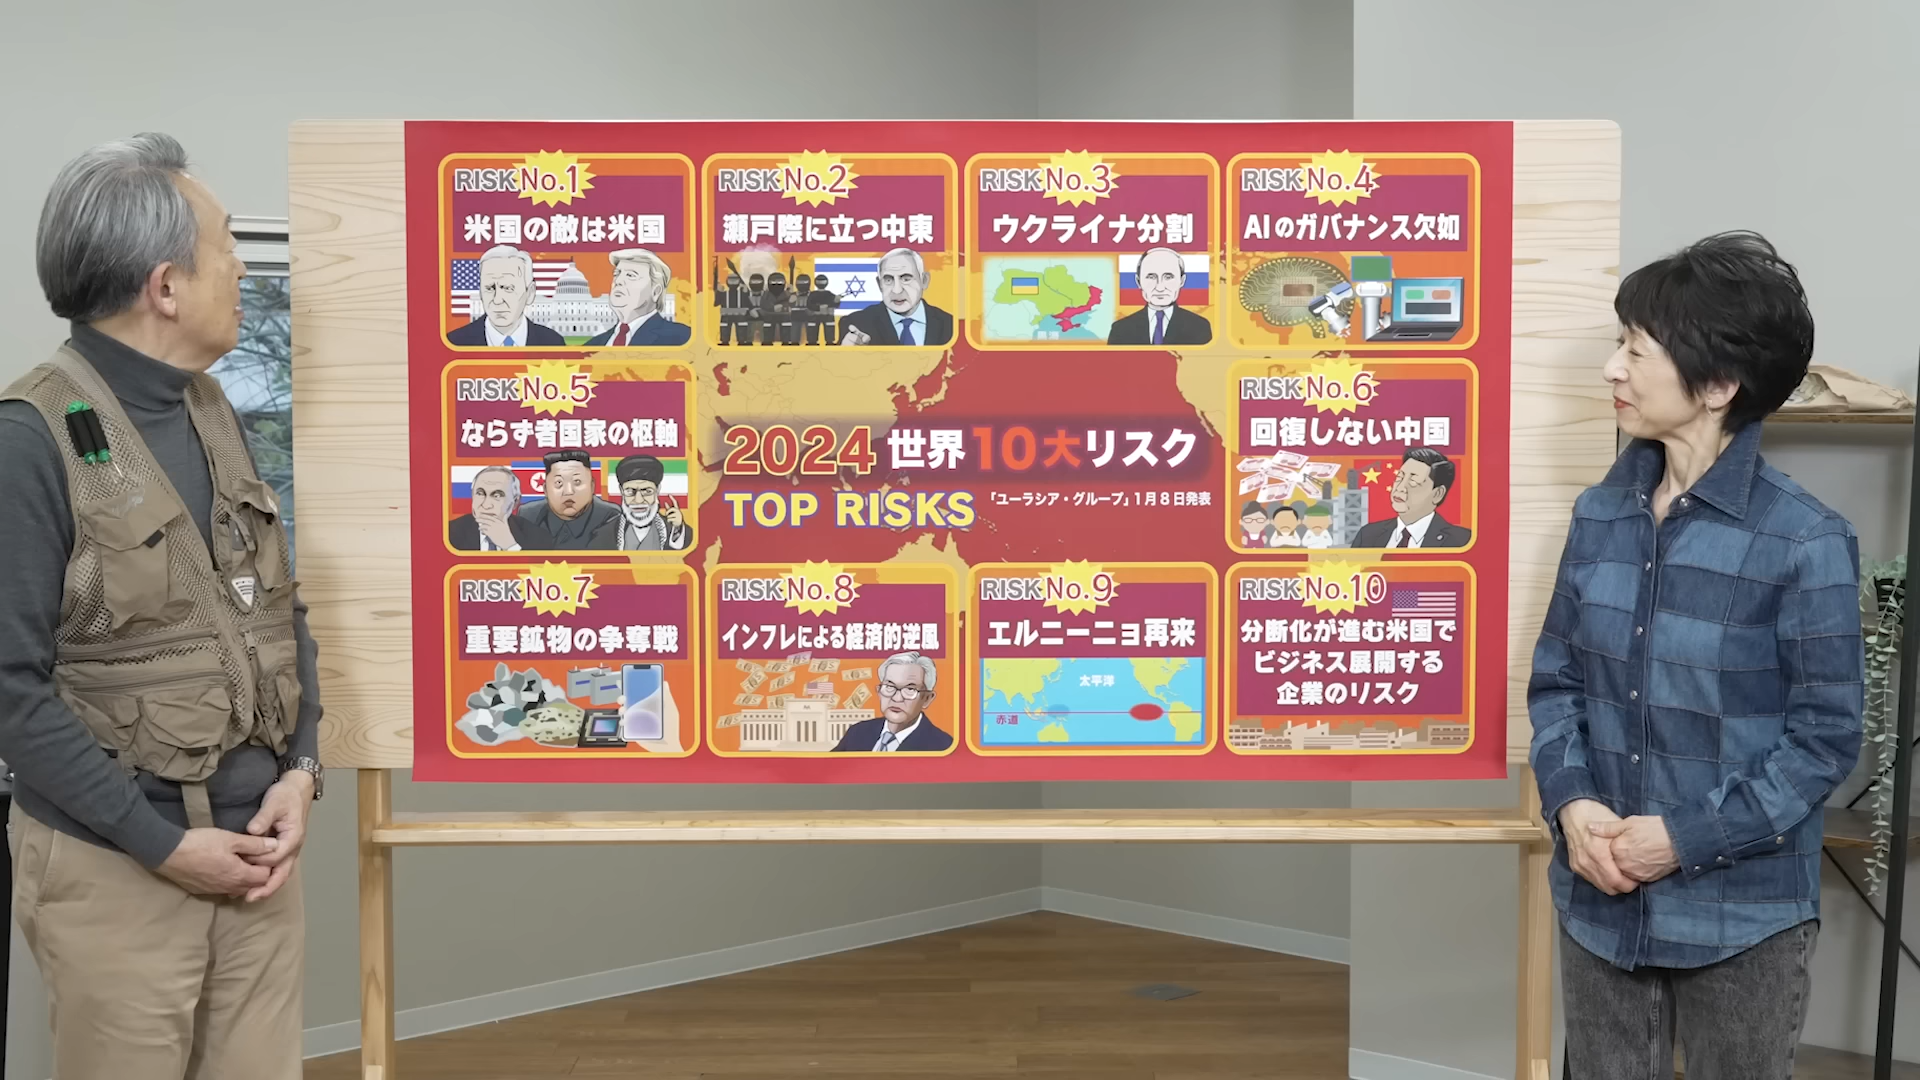 RISK No.1
米国の敵は米国
RISK No.2
瀬戸際に立つ中東
RISK No.3
ウクライナ分割
RISK No.4
AIのガバナンス欠如
RISK No.5
ならず者国家の枢軸
2024 世界10大リスク
TOP RISKS 「ユーラシア・グループ」1月8日発表
RISK No.6
回復しない中国
RISK No.7
重要鉱物の争奪戦
RISK No.8
インフレによる経済的逆風
RISK No.9
エルニーニョ再来
太平洋
赤道
RISK No.10
分断化が進む米国で
ビジネス展開する
企業のリスク